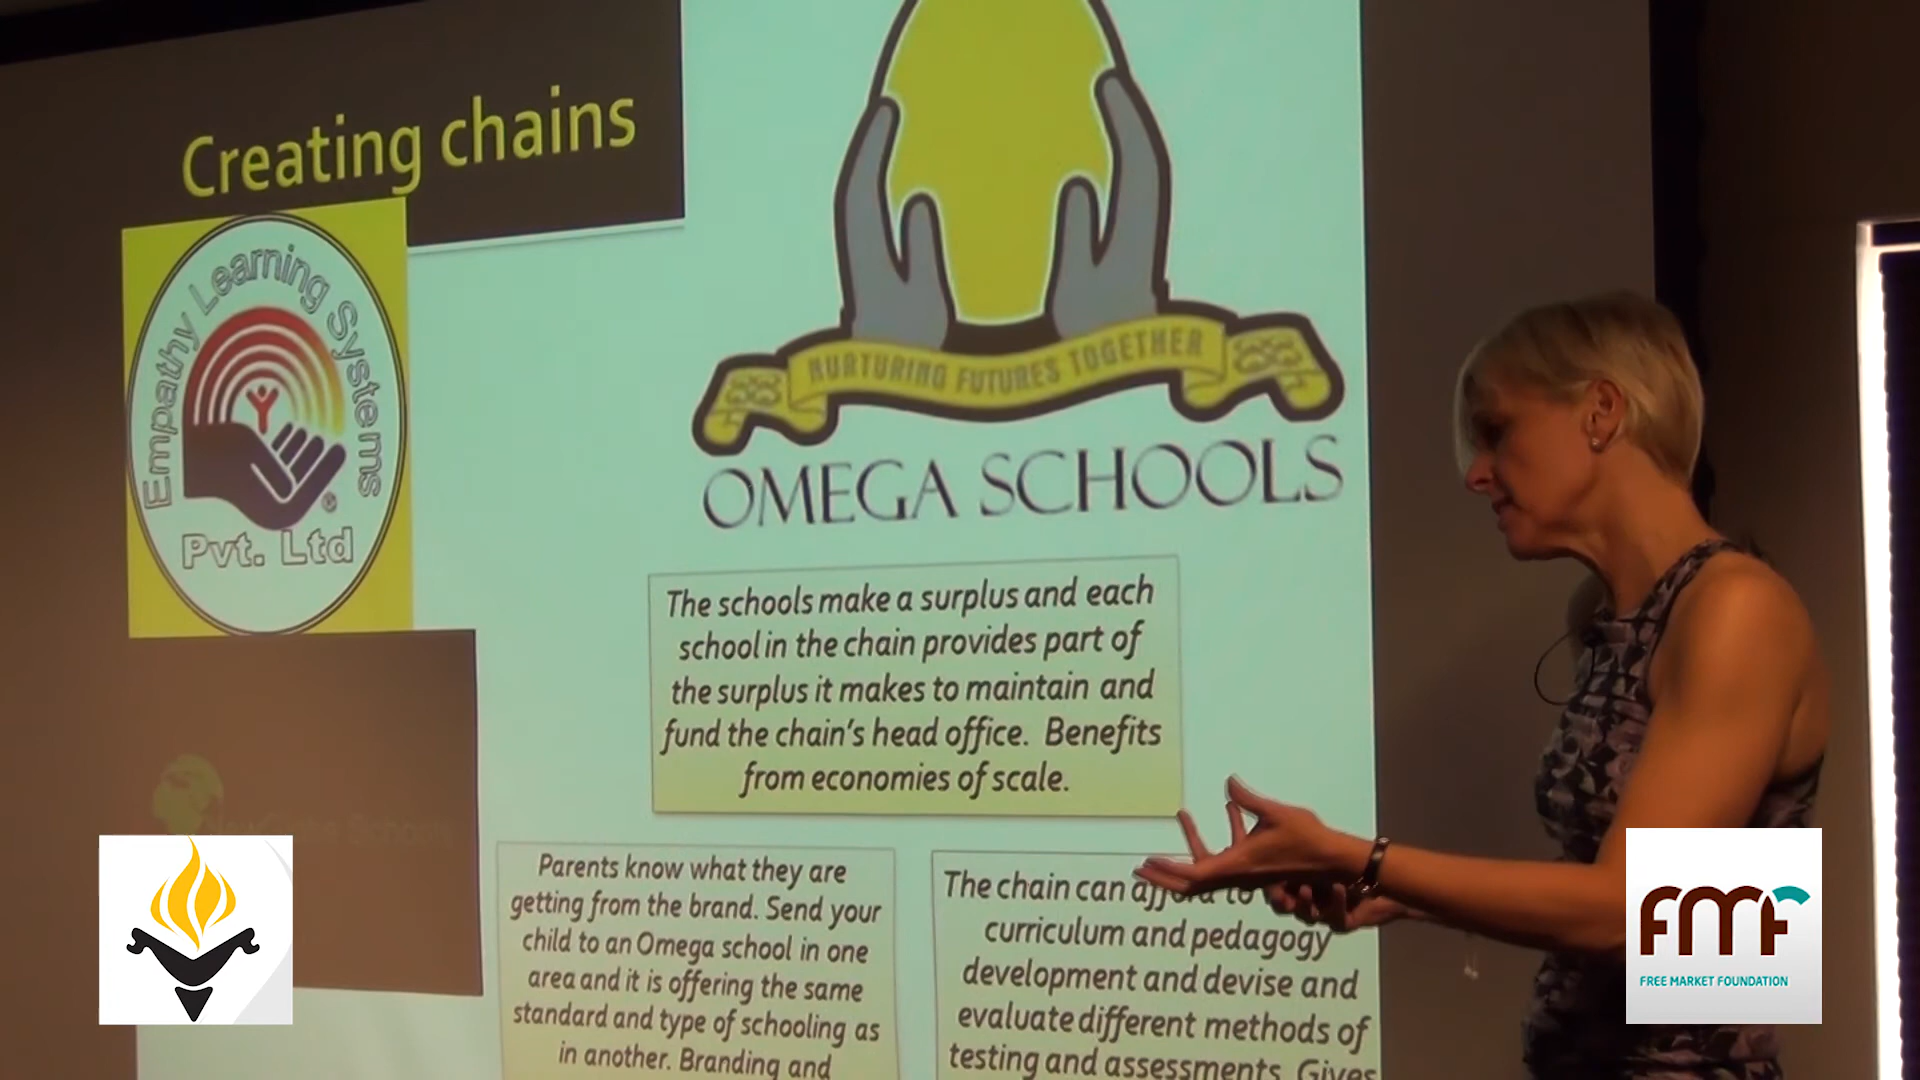 Creating chains
Empathy Learning Systems
Pvt. Ltd
®
NURTURING FUTURES TOGETHER
OMEGA SCHOOLS
The schools make a surplus and each
school in the chain provides part of
the surplus it makes to maintain and
fund the chain's head office. Benefits
from economies of scale.
Parents know what they are
getting from the brand. Send your
child to an Omega school in one
area and it is offering the same
standard and type of schooling as
in another. Branding and
The chain can afford to
curriculum and pedagogy
development and devise and
evaluate different methods of
testing and assessments. Gives
FMF
FREE MARKET FOUNDATION